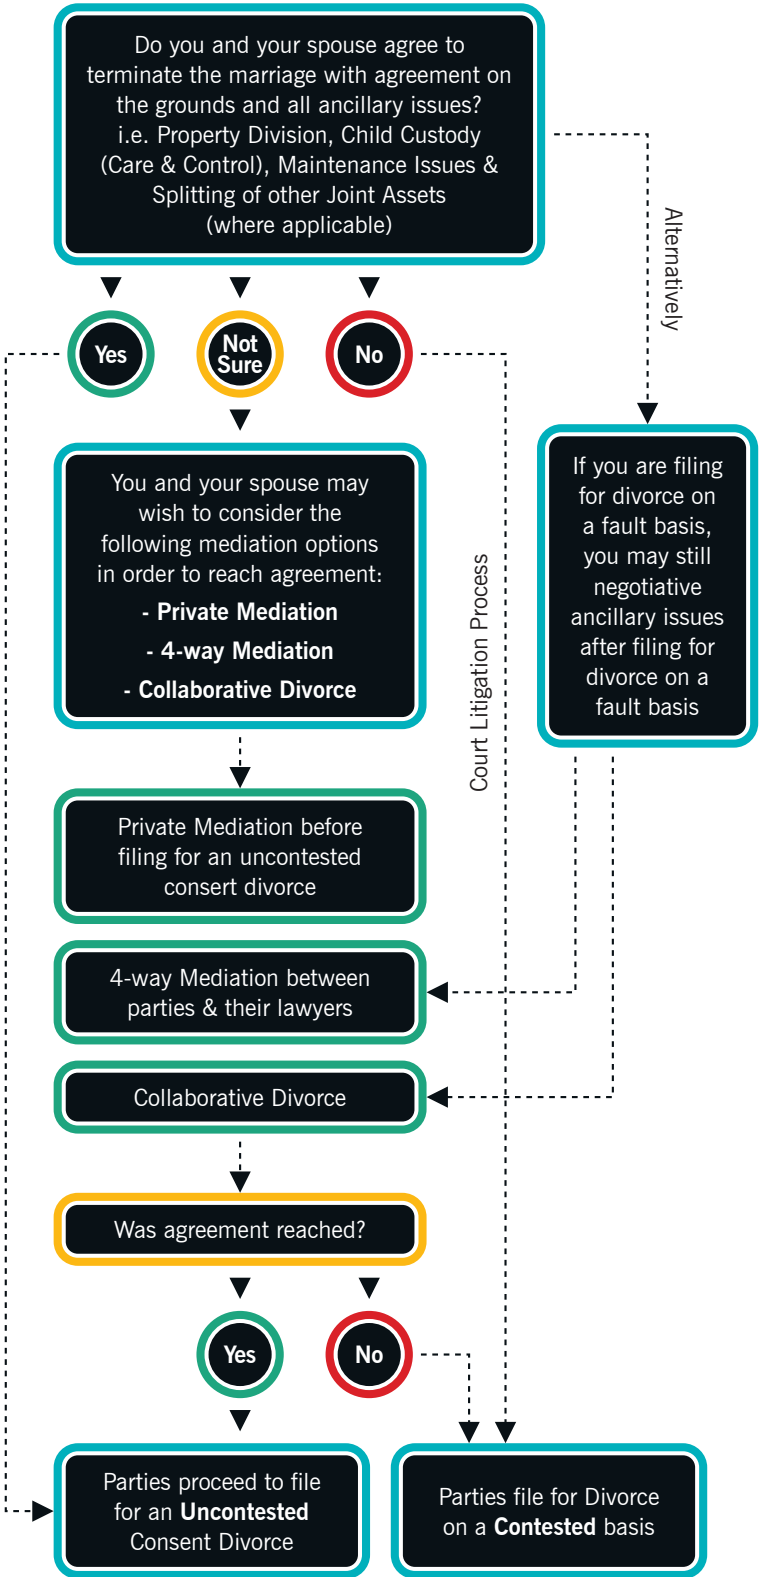 Do you and your spouse agree to
terminate the marriage with agreement on
the grounds and all ancillary issues?
i.e. Property Division, Child Custody
(Care & Control), Maintenance Issues &
Splitting of other Joint Assets
(where applicable)
Alternatively
Yes
Not
Sure
No
You and your spouse may
wish to consider the
following mediation options
in order to reach agreement:
- Private Mediation
- 4-way Mediation
- Collaborative Divorce
Court Litigation Process
If you are filing
for divorce on
a fault basis,
you may still
negotiative
ancillary issues
after filing for
divorce on a
fault basis
Private Mediation before
filing for an uncontested
consert divorce
4-way Mediation between
parties & their lawyers
Collaborative Divorce
Was agreement reached?
Yes
No
Parties proceed to file
for an Uncontested
Consent Divorce
Parties file for Divorce
on a Contested basis